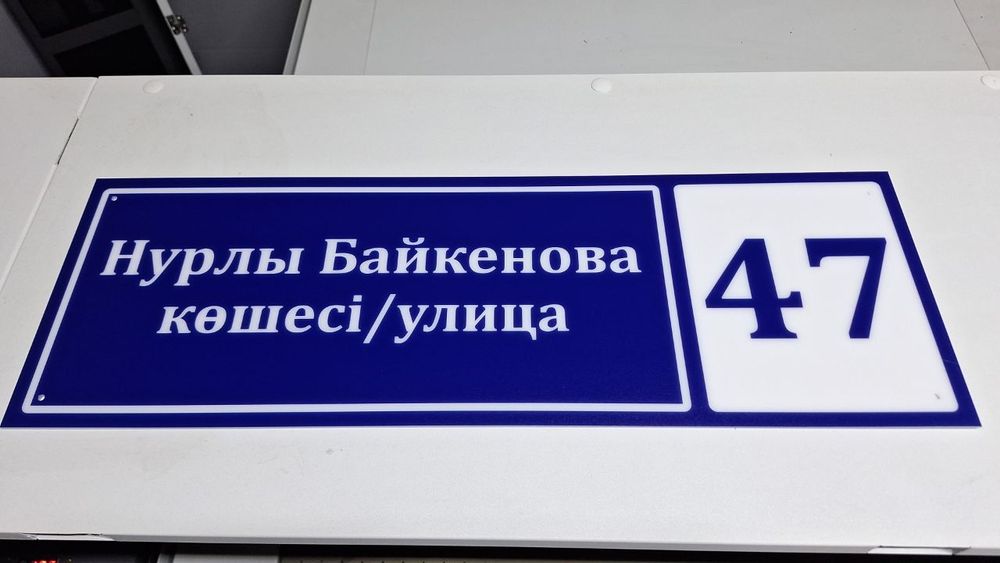 Нурлы Байкенова
көшесі/улица
47